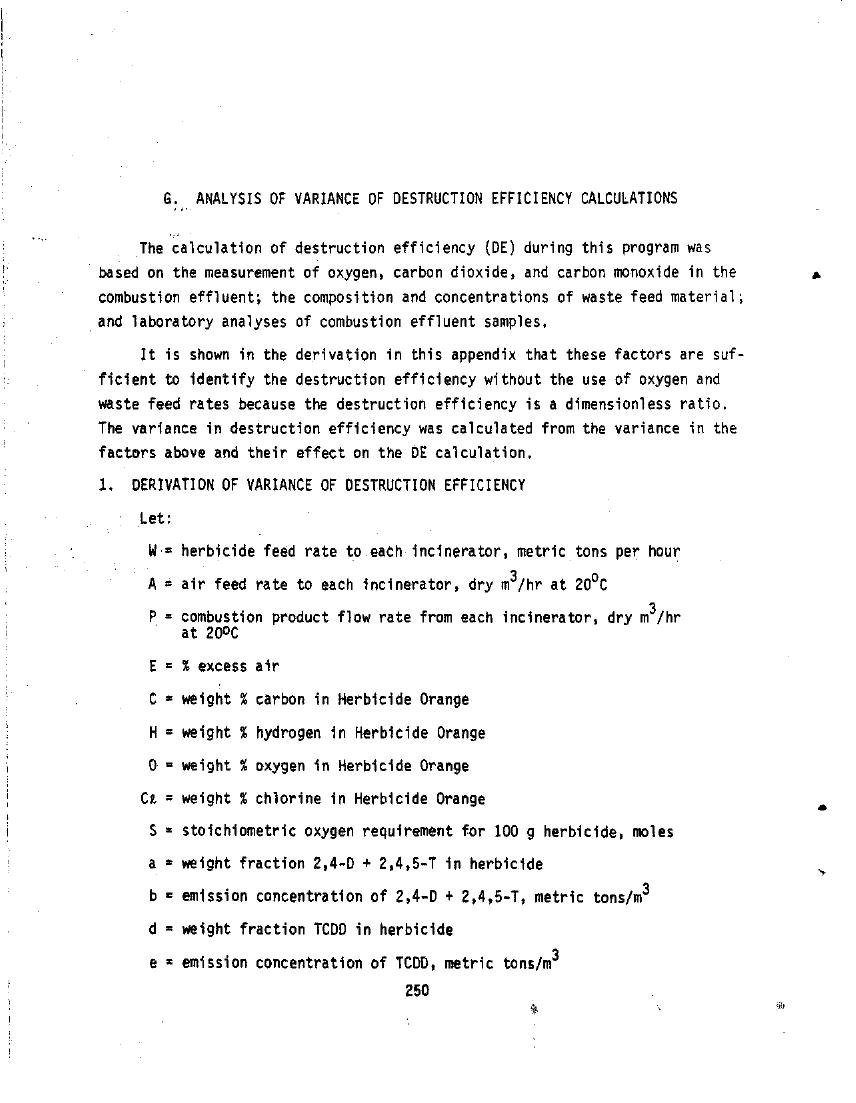 G. ANALYSIS OF VARIANCE OF DESTRUCTION EFFICIENCY CALCULATIONS
The calculation of destruction efficiency (DE) during this program was
based on the measurement of oxygen, carbon dioxide, and carbon monoxide in the
combustion effluent; the composition and concentrations of waste feed material;
and laboratory analyses of combustion effluent samples.
It is shown in the derivation in this appendix that these factors are suf-
ficient to identify the destruction efficiency without the use of oxygen and
waste feed rates because the destruction efficiency is a dimensionless ratio.
The variance in destruction efficiency was calculated from the variance in the
factors above and their effect on the DE calculation.
1. DERIVATION OF VARIANCE OF DESTRUCTION EFFICIENCY
Let:
W = herbicide feed rate to each incinerator, metric tons per hour
A = air feed rate to each incinerator, dry m³/hr at 20°C
P = combustion product flow rate from each incinerator, dry m³/hr
at 20°C
E = % excess air
C = weight % carbon in Herbicide Orange
H = weight % hydrogen in Herbicide Orange
O = weight % oxygen in Herbicide Orange
Cℓ = weight % chlorine in Herbicide Orange
S = stoichiometric oxygen requirement for 100 g herbicide, moles
a = weight fraction 2,4-D + 2,4,5-T in herbicide
b = emission concentration of 2,4-D + 2,4,5-T, metric tons/m³
d = weight fraction TCDD in herbicide
e = emission concentration of TCDD, metric tons/m³
250